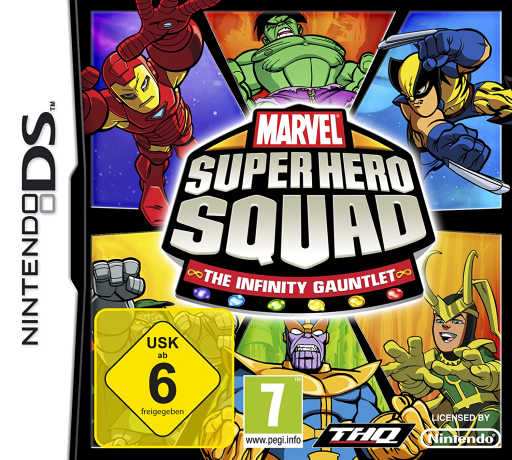 NINTENDO DS™
MARVEL
SUPER HERO
SQUAD
THE INFINITY GAUNTLET
USK
ab
6
freigegeben
7
www.pegi.info
THQ
LICENSED BY
Nintendo